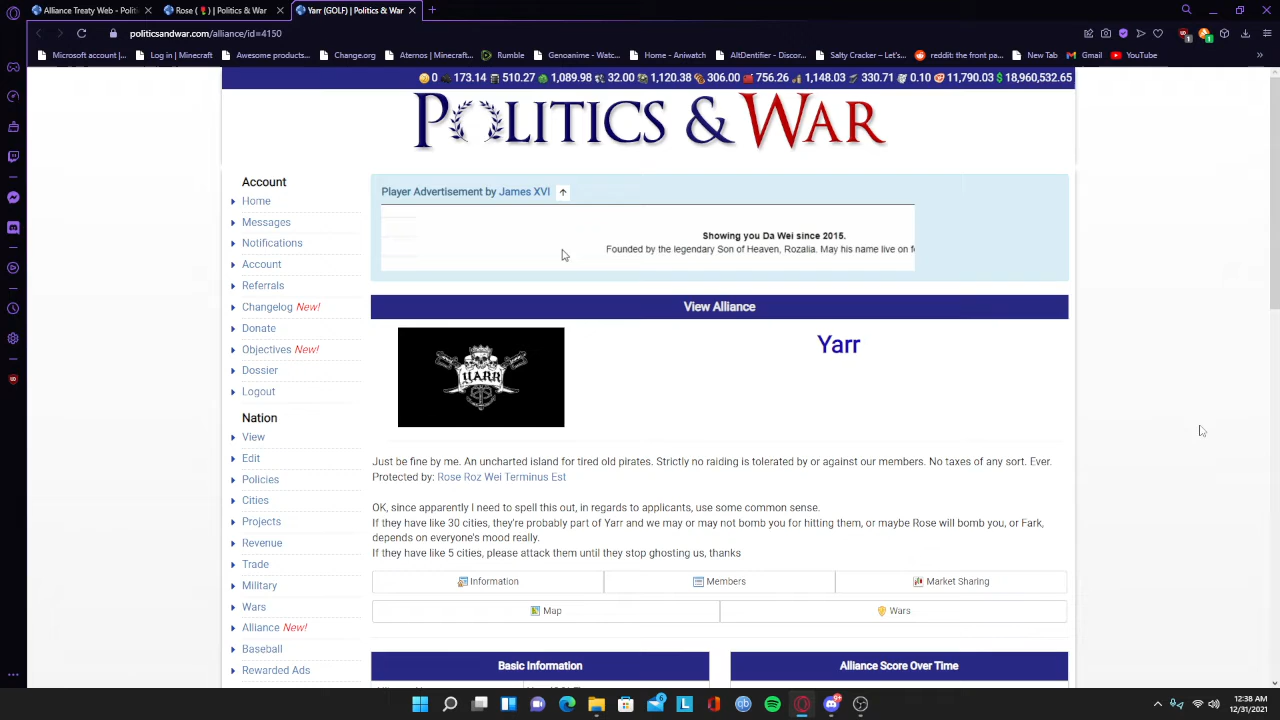 Alliance Treaty Web - Politi
Rose (🌹) | Politics & War
Yarr (GOLF) | Politics & War
politicsandwar.com/alliance/id=4150
Microsoft account |...
Log in | Minecraft
Awesome products...
Change.org
Aternos | Minecraft...
Rumble
Genoanime - Watch...
Home - Aniwatch
AltDentifier - Discor...
Salty Cracker – Let's...
reddit: the front pa...
New Tab
Gmail
YouTube
0 173.14 510.27 1,089.98 32.00 1,120.38 306.00 756.26 1,148.03 330.71 0.10 11,790.03 $ 18,960,532.65
POLITICS & WAR
Account
Home
Messages
Notifications
Account
Referrals
Changelog New!
Donate
Objectives New!
Dossier
Logout
Nation
View
Edit
Policies
Cities
Projects
Revenue
Trade
Military
Wars
Alliance New!
Baseball
Rewarded Ads
Player Advertisement by James XVI
Showing you Da Wei since 2015.
Founded by the legendary Son of Heaven, Rozalia. May his name live on f
View Alliance
YARR
Yarr
Just be fine by me. An uncharted island for tired old pirates. Strictly no raiding is tolerated by or against our members. No taxes of any sort. Ever.
Protected by: Rose Roz Wei Terminus Est
OK, since apparently I need to spell this out, in regards to applicants, use some common sense.
If they have like 30 cities, they're probably part of Yarr and we may or may not bomb you for hitting them, or maybe Rose will bomb you, or Fark,
depends on everyone's mood really.
If they have like 5 cities, please attack them until they stop ghosting us, thanks
Information
Members
Market Sharing
Map
Wars
Basic Information
Alliance Score Over Time
12:38 AM
12/31/2021